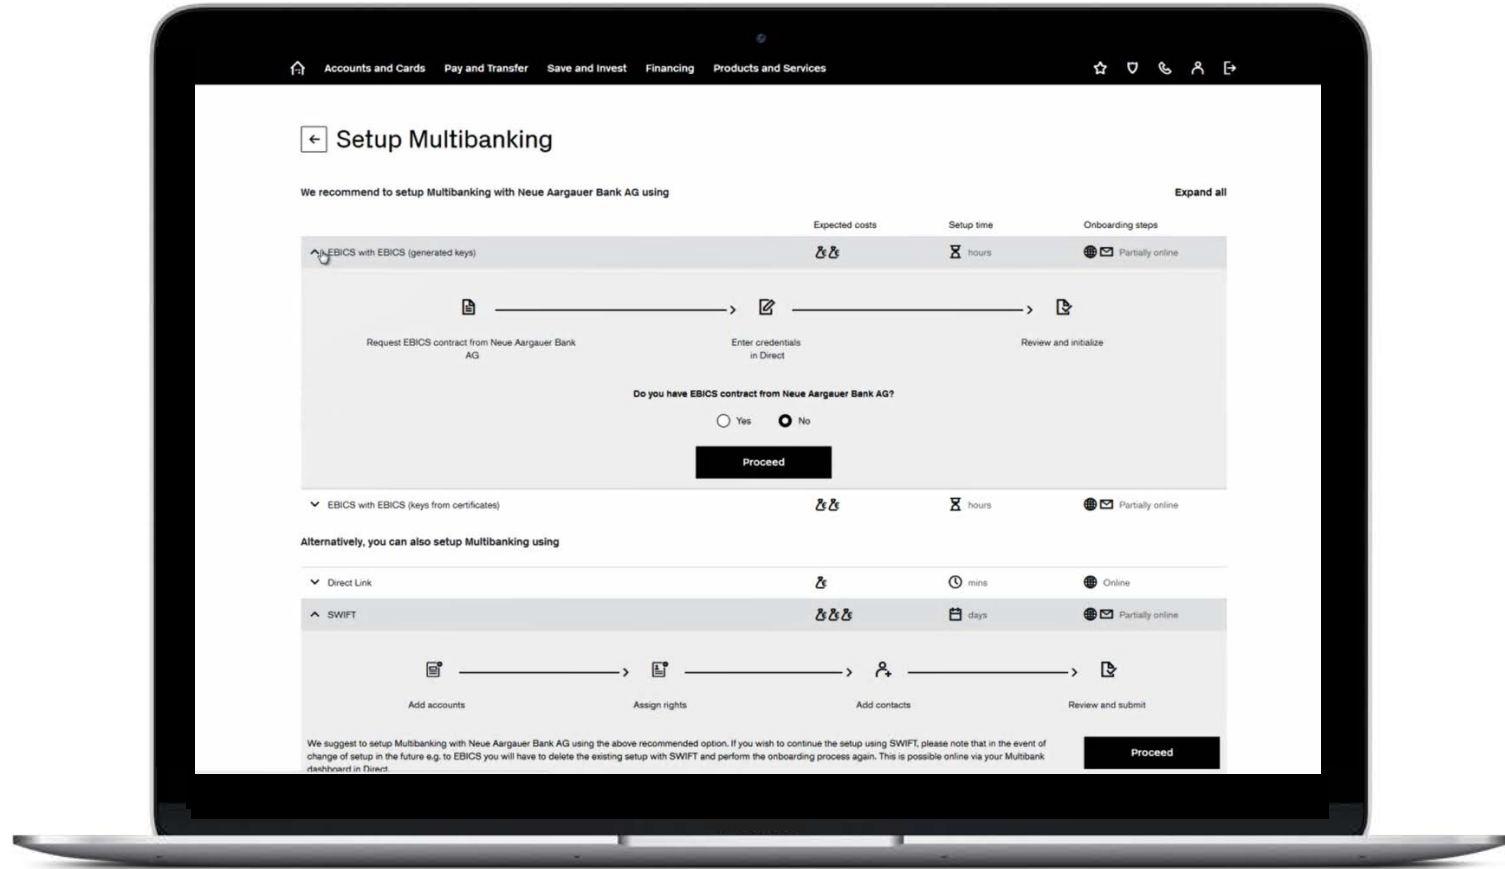 Accounts and Cards Pay and Transfer Save and Invest Financing Products and Services
Setup Multibanking
We recommend to setup Multibanking with Neue Aargauer Bank AG using Expand all
Expected costs Setup time Onboarding steps
EBICS with EBICS (generated keys) hours Partially online
Request EBICS contract from Neue Aargauer Bank
AG
Enter credentials
in Direct
Review and initialize
Do you have EBICS contract from Neue Aargauer Bank AG?
Yes No
Proceed
EBICS with EBICS (keys from certificates) hours Partially online
Alternatively, you can also setup Multibanking using
Direct Link mins Online
SWIFT days Partially online
Add accounts Assign rights Add contacts Review and submit
We suggest to setup Multibanking with Neue Aargauer Bank AG using the above recommended option. If you wish to continue the setup using SWIFT, please note that in the event of
change of setup in the future e.g. to EBICS you will have to delete the existing setup with SWIFT and perform the onboarding process again. This is possible online via your Multibank
dashboard in Direct.
Proceed